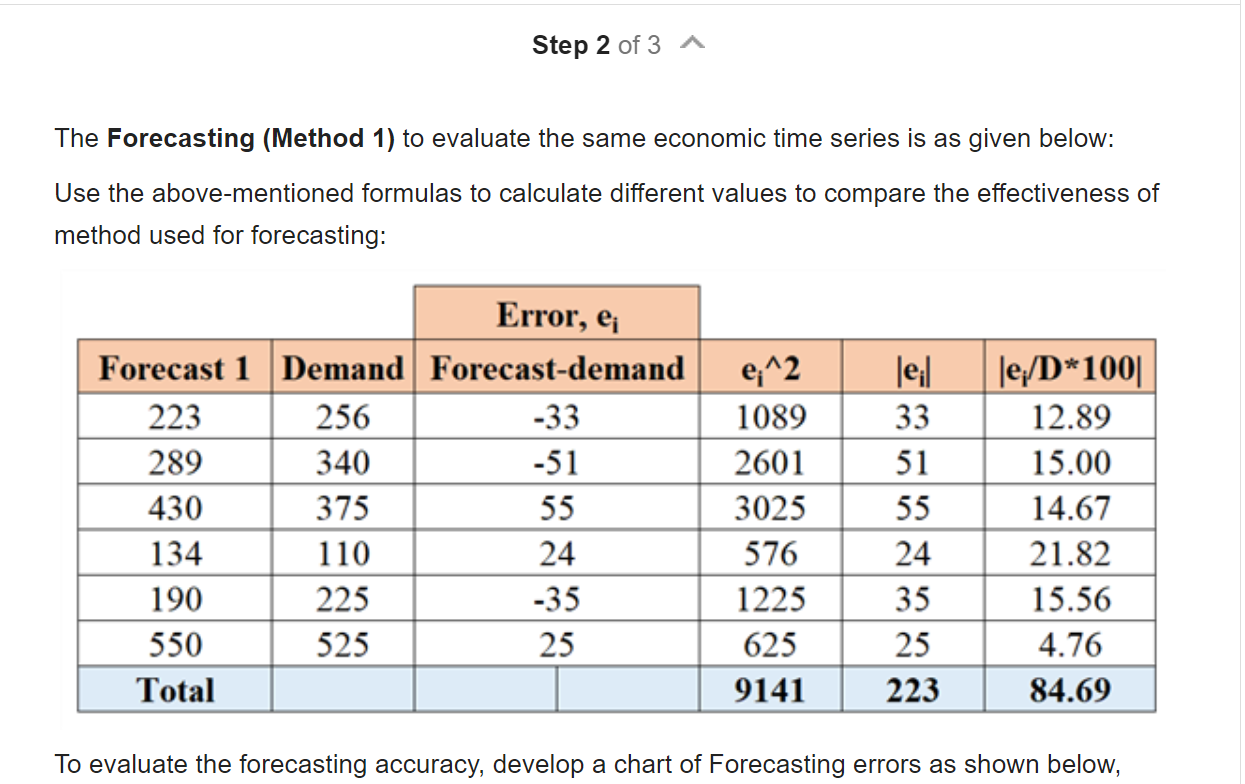 Step 2 of 3
The Forecasting (Method 1) to evaluate the same economic time series is as given below:
Use the above-mentioned formulas to calculate different values to compare the effectiveness of
method used for forecasting:
Error, ei
Forecast 1 Demand Forecast-demand ei^2 |ei| |ei/D*100|
223 256 -33 1089 33 12.89
289 340 -51 2601 51 15.00
430 375 55 3025 55 14.67
134 110 24 576 24 21.82
190 225 -35 1225 35 15.56
550 525 25 625 25 4.76
Total 9141 223 84.69
To evaluate the forecasting accuracy, develop a chart of Forecasting errors as shown below,